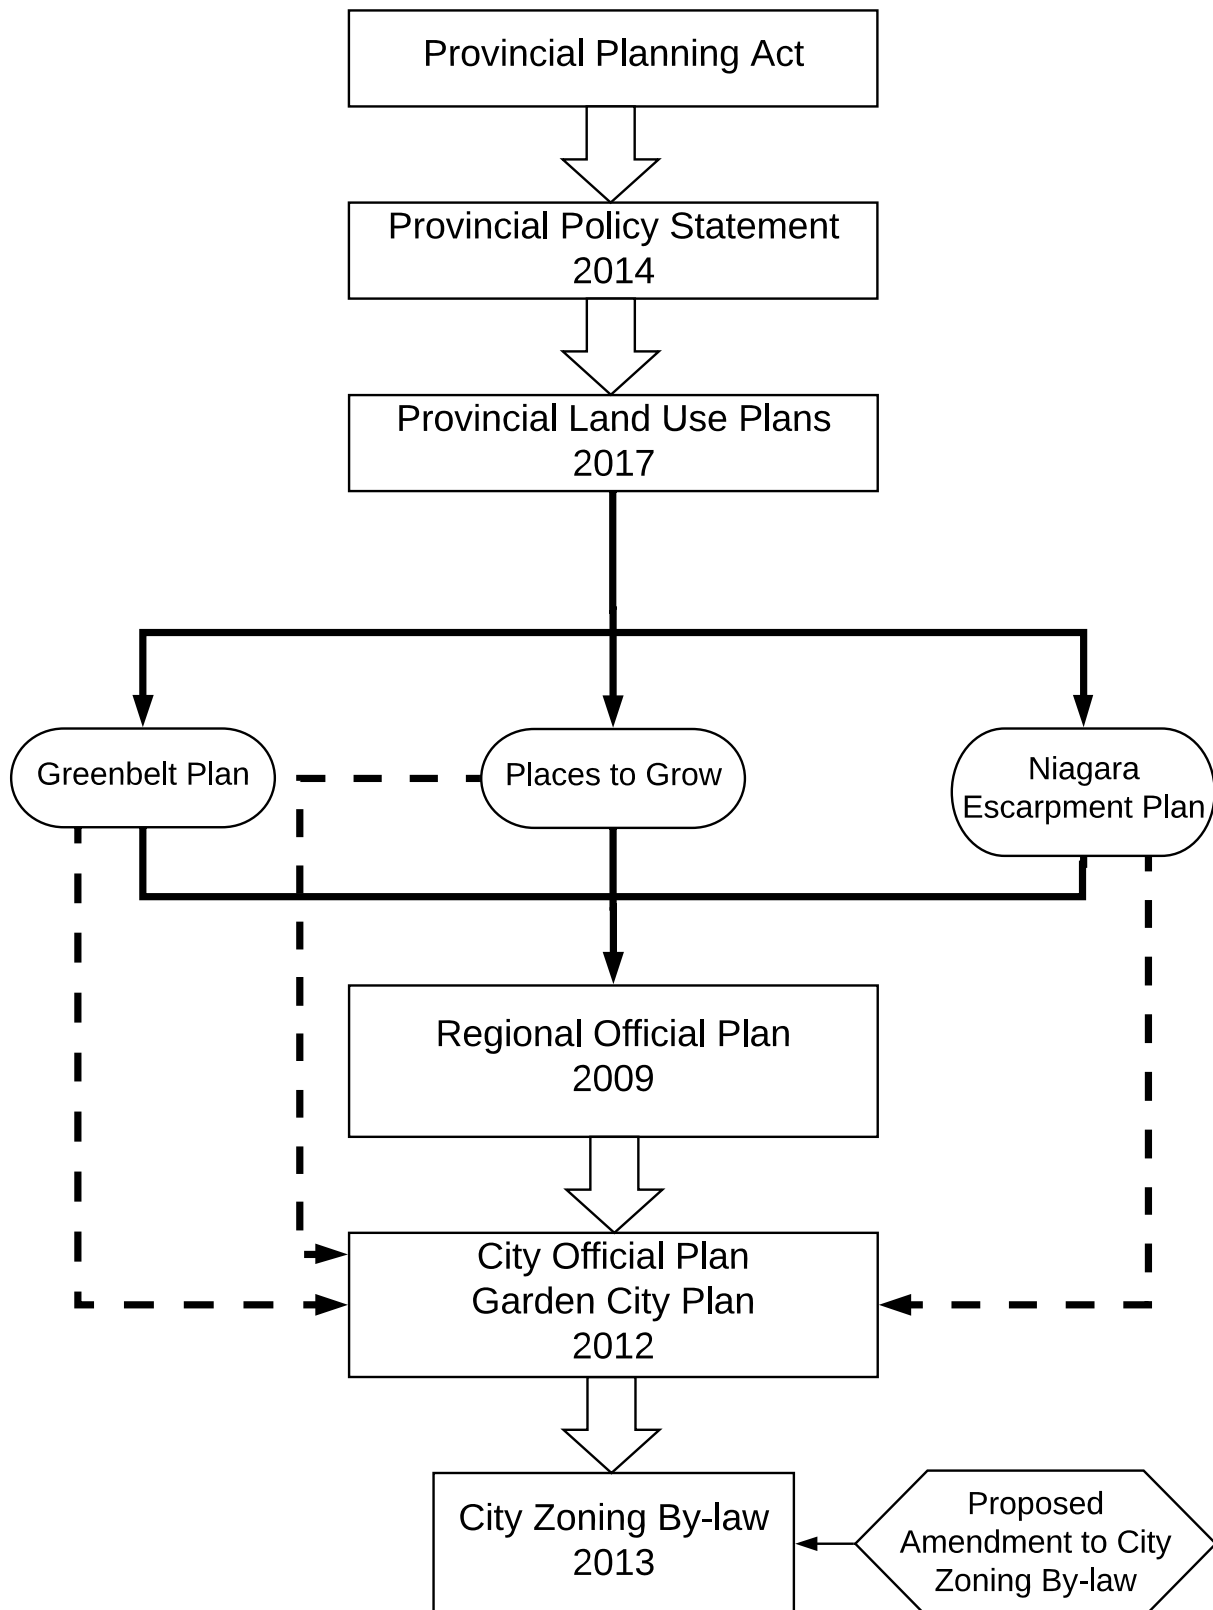 Provincial Planning Act
Provincial Policy Statement
2014
Provincial Land Use Plans
2017
Greenbelt Plan
Places to Grow
Niagara
Escarpment Plan
Regional Official Plan
2009
City Official Plan
Garden City Plan
2012
City Zoning By-law
2013
Proposed
Amendment to City
Zoning By-law